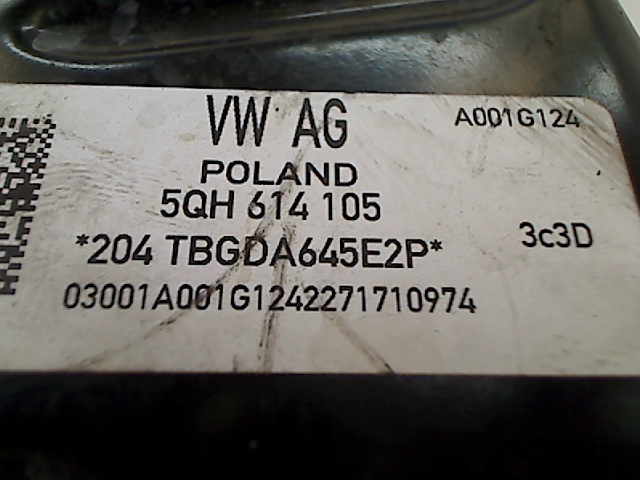 VW AG
A001G124
POLAND
5QH 614 105
*204 TBGDA645E2P*
3c3D
03001A001G1242271710974